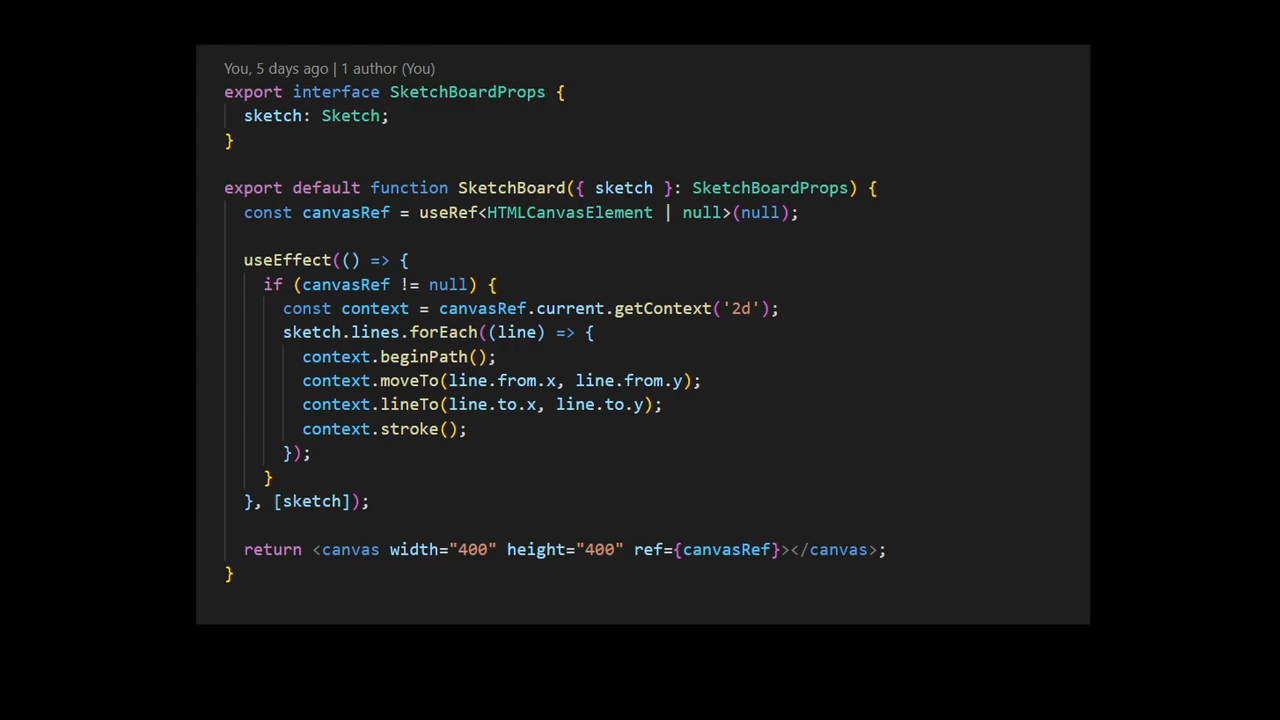 You, 5 days ago | 1 author (You)
export interface SketchBoardProps {
  sketch: Sketch;
}

export default function SketchBoard({ sketch }: SketchBoardProps) {
  const canvasRef = useRef<HTMLCanvasElement | null>(null);

  useEffect(() => {
    if (canvasRef != null) {
      const context = canvasRef.current.getContext('2d');
      sketch.lines.forEach((line) => {
        context.beginPath();
        context.moveTo(line.from.x, line.from.y);
        context.lineTo(line.to.x, line.to.y);
        context.stroke();
      });
    }
  }, [sketch]);

  return <canvas width="400" height="400" ref={canvasRef}></canvas>;
}